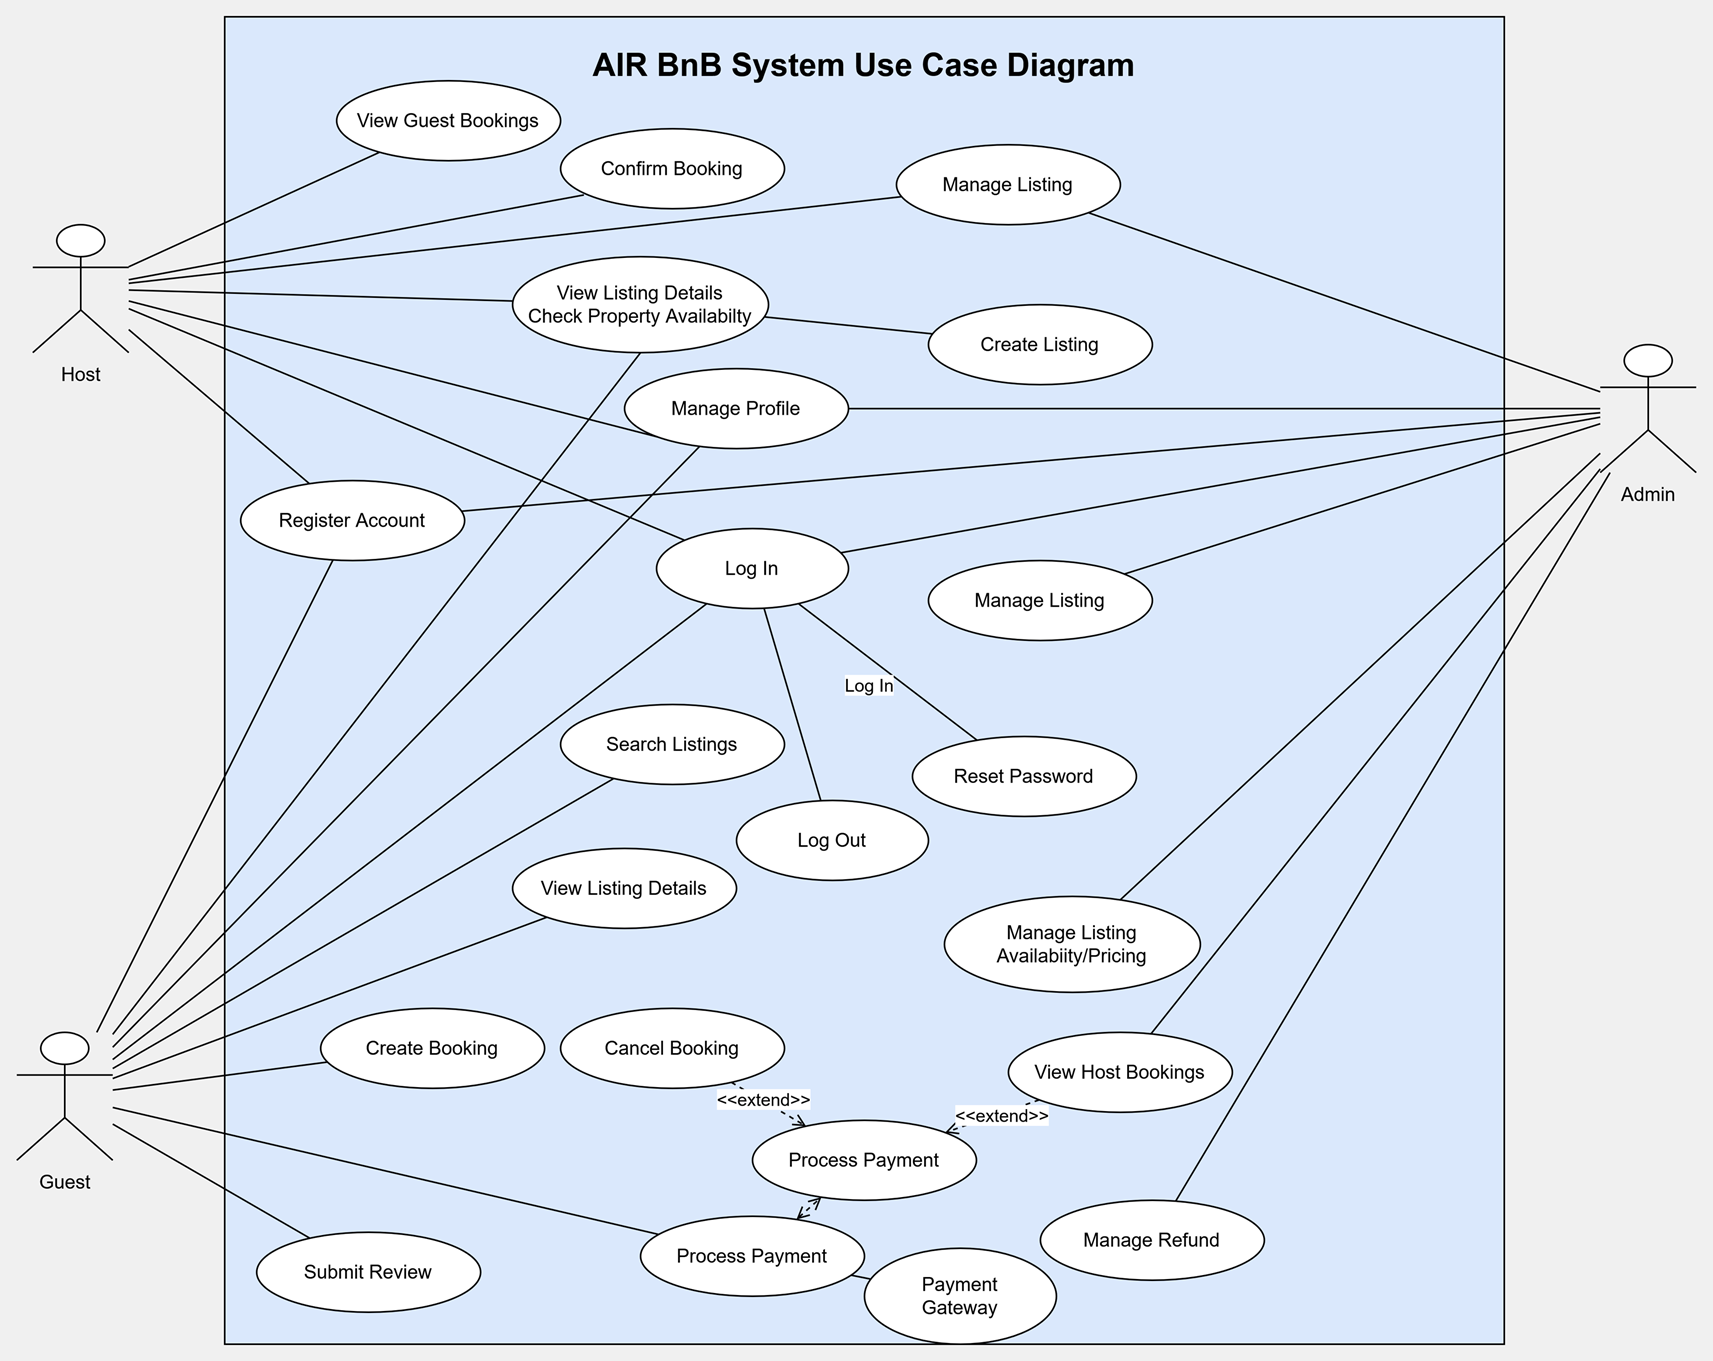 AIR BnB System Use Case Diagram
View Guest Bookings
Confirm Booking
Manage Listing
View Listing Details
Check Property Availabilty
Create Listing
Host
Manage Profile
Admin
Register Account
Log In
Manage Listing
Log In
Search Listings
Reset Password
Log Out
View Listing Details
Manage Listing
Availabiity/Pricing
Create Booking
Cancel Booking
View Host Bookings
<<extend>>
<<extend>>
Process Payment
Guest
Manage Refund
Process Payment
Submit Review
Payment
Gateway